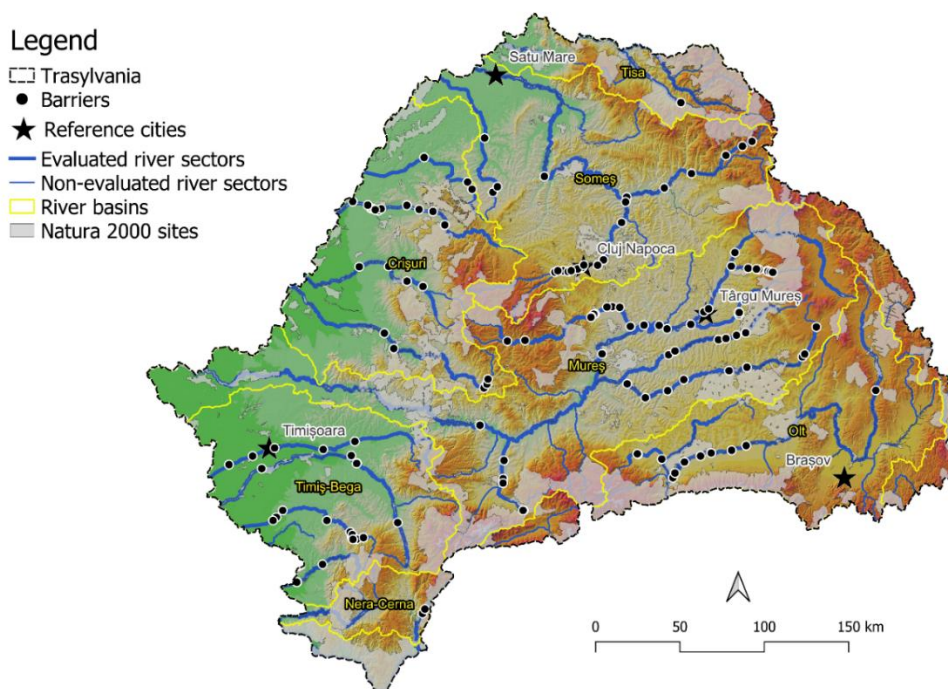 Legend
Trasylvania
Barriers
Reference cities
Evaluated river sectors
Non-evaluated river sectors
River basins
Natura 2000 sites
Satu Mare
Tisa
Someș
Cluj Napoca
Crișuri
Târgu Mureș
Mureș
Timișoara
Olt
Brașov
Timiș-Bega
Nera-Cerna
0 50 100 150 km